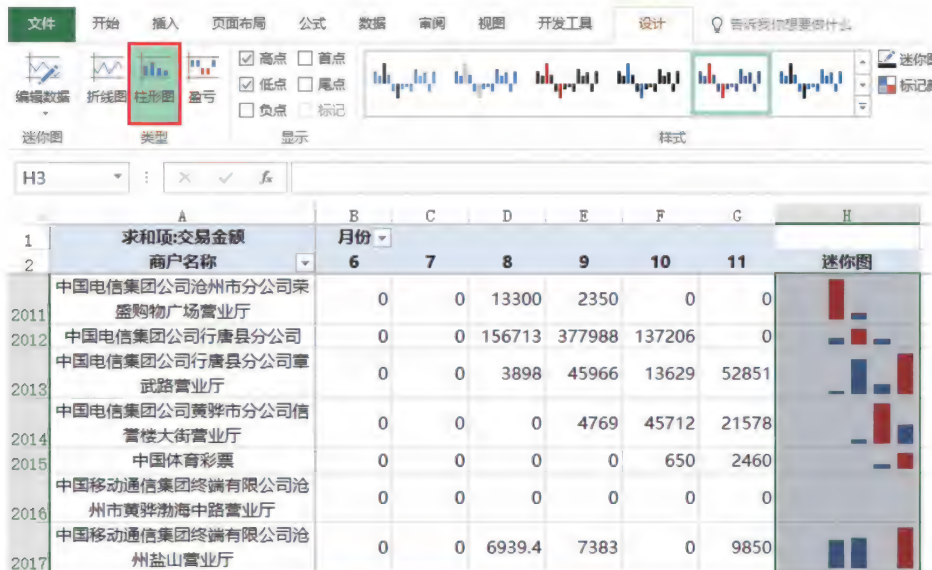 文件 开始 插入 页面布局 公式 数据 审阅 视图 开发工具 设计 告诉我你想要做什么
编辑数据 折线图 柱形图 盈亏 高点 首点 迷你图
低点 尾点 标记
负点 标记
迷你图 类型 显示 样式
H3 fx
A B C D E F G H
1 求和项:交易金额 月份
2 商户名称 6 7 8 9 10 11 迷你图
中国电信集团公司沧州市分公司荣
盛购物广场营业厅
2011 0 0 13300 2350 0 0
2012 中国电信集团公司行唐县分公司 0 0 156713 377988 137206 0
中国电信集团公司行唐县分公司章
武路营业厅
2013 0 0 3898 45966 13629 52851
中国电信集团公司黄骅市分公司信
誉楼大街营业厅
2014 0 0 0 4769 45712 21578
2015 中国体育彩票 0 0 0 0 650 2460
中国移动通信集团终端有限公司沧
州市黄骅渤海中路营业厅
2016 0 0 0 0 0 0
中国移动通信集团终端有限公司沧
州盐山营业厅
2017 0 0 6939.4 7383 0 9850